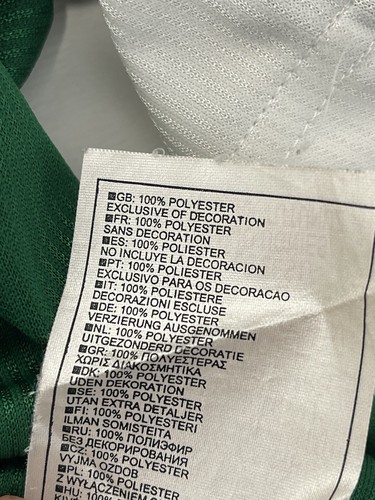 GB: 100% POLYESTER
EXCLUSIVE OF DECORATION
FR: 100% POLYESTER
SANS DECORATION
ES: 100% POLIESTER
NO INCLUYE LA DECORACION
PT: 100% POLIESTER
EXCLUSIVO PARA OS DECORACAO
IT: 100% POLIESTERE
DECORAZIONI ESCLUSE
DE: 100% POLYESTER
VERZIERUNG AUSGENOMMEN
NL: 100% POLYESTER
UITGEZONDERD DECORATIE
GR: 100% ΠΟΛΥΕΣΤΕΡΑΣ
ΧΩΡΙΣ ΔΙΑΚΟΣΜΗΤΙΚΑ
DK: 100% POLYESTER
UDEN DEKORATION
SE: 100% POLYESTER
UTAN EXTRA DETALJER
FI: 100% POLYESTERI
ILMAN SOMISTEITA
RU: 100% ПОЛИЭФИР
БЕЗ ДЕКОРИРОВАНИЯ
CZ: 100% POLYESTER
VYJMA OZDOB
PL: 100% POLIESTER
Z WYŁĄCZENIEM
HU: 100%